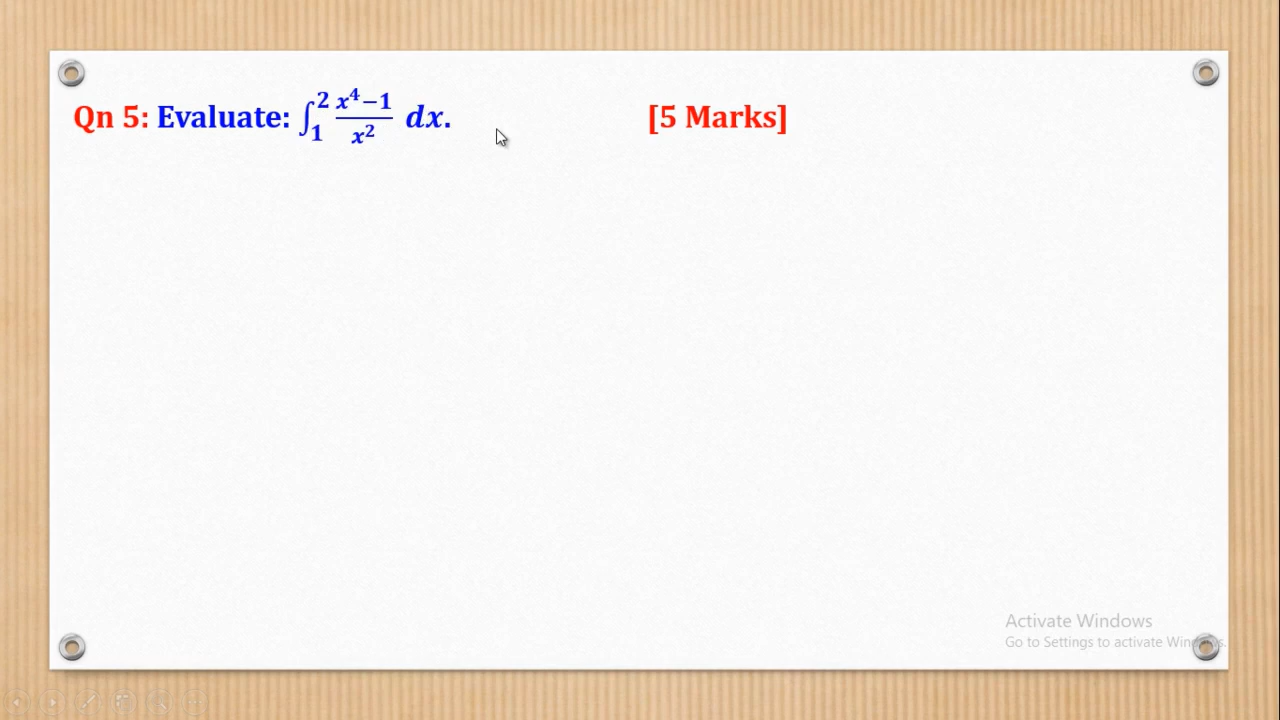 Qn 5: Evaluate: ∫₁² (x⁴−1)/x² dx. [5 Marks]
Activate Windows
Go to Settings to activate Windows.